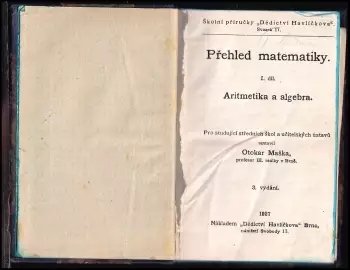 Školní příručky „Dědictví Havlíčkova“.
Svazek 17.
Přehled matematiky.
I. díl.
Aritmetika a algebra.
Pro studující středních škol a učitelských ústavů
sestavil
Otokar Maška,
profesor III. reálky v Brně.
3. vydání.
Nákladem „Dědictví Havlíčkova“ Brno,
náměstí Svobody 17.